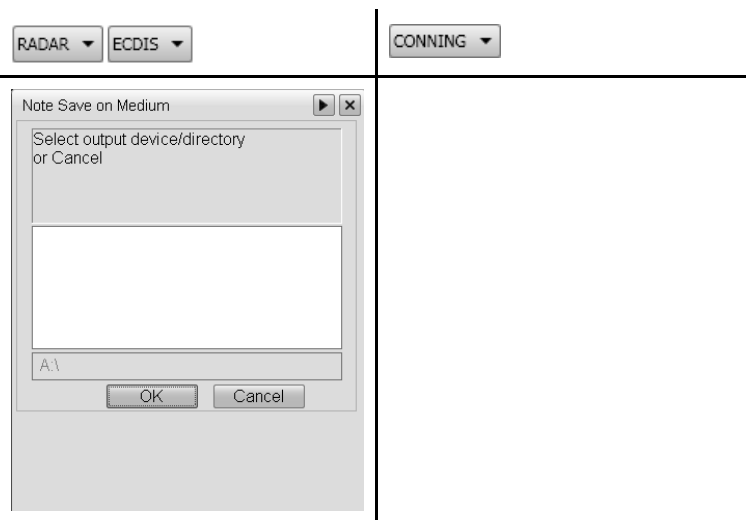 RADAR ECDIS
CONNING
Note Save on Medium
Select output device/directory
or Cancel
A:\
OK Cancel